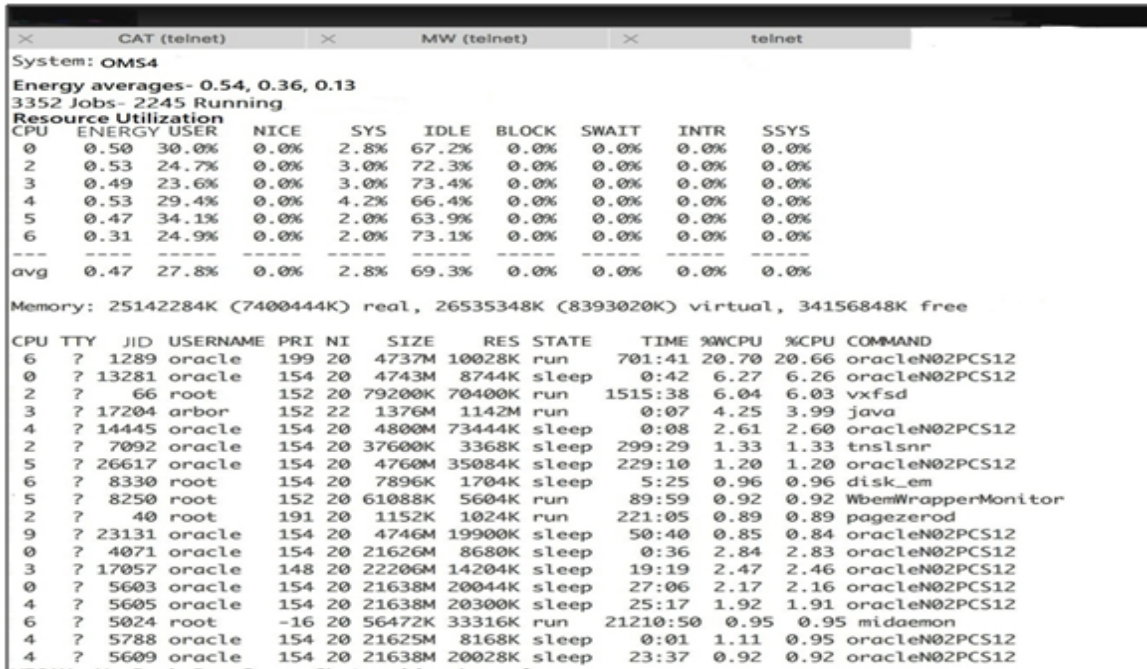 CAT (telnet) MW (telnet) telnet
System: OMS4
Energy averages- 0.54, 0.36, 0.13
3352 Jobs- 2245 Running
Resource Utilization
CPU ENERGY USER NICE SYS IDLE BLOCK SWAIT INTR SSYS
0 0.50 30.0% 0.0% 2.8% 67.2% 0.0% 0.0% 0.0% 0.0%
2 0.53 24.7% 0.0% 3.0% 72.3% 0.0% 0.0% 0.0% 0.0%
3 0.49 23.6% 0.0% 3.0% 73.4% 0.0% 0.0% 0.0% 0.0%
4 0.53 29.4% 0.0% 4.2% 66.4% 0.0% 0.0% 0.0% 0.0%
5 0.47 34.1% 0.0% 2.0% 63.9% 0.0% 0.0% 0.0% 0.0%
6 0.31 24.9% 0.0% 2.0% 73.1% 0.0% 0.0% 0.0% 0.0%
--- ---- ----- ----- ----- ----- ----- ----- ----- -----
avg 0.47 27.8% 0.0% 2.8% 69.3% 0.0% 0.0% 0.0% 0.0%
Memory: 25142284K (7400444K) real, 26535348K (8393020K) virtual, 34156848K free
CPU TTY JID USERNAME PRI NI SIZE RES STATE TIME %WCPU %CPU COMMAND
6 ? 1289 oracle 199 20 4737M 10028K run 701:41 20.70 20.66 oracleN02PCS12
0 ? 13281 oracle 154 20 4743M 8744K sleep 0:42 6.27 6.26 oracleN02PCS12
2 ? 66 root 152 20 79200K 70400K run 1515:38 6.04 6.03 vxfsd
3 ? 17204 arbor 152 22 1376M 1142M run 0:07 4.25 3.99 java
4 ? 14445 oracle 154 20 4800M 73444K sleep 0:08 2.61 2.60 oracleN02PCS12
2 ? 7092 oracle 154 20 37600K 3368K sleep 299:29 1.33 1.33 tnslsnr
5 ? 26617 oracle 154 20 4760M 35084K sleep 229:10 1.20 1.20 oracleN02PCS12
6 ? 8330 root 154 20 7896K 1704K sleep 5:25 0.96 0.96 disk_em
5 ? 8250 root 152 20 61088K 5604K run 89:59 0.92 0.92 WbemWrapperMonitor
2 ? 40 root 191 20 1152K 1024K run 221:05 0.89 0.89 pagezerod
9 ? 23131 oracle 154 20 4746M 19900K sleep 50:40 0.85 0.84 oracleN02PCS12
0 ? 4071 oracle 154 20 21626M 8680K sleep 0:36 2.84 2.83 oracleN02PCS12
3 ? 17057 oracle 148 20 22206M 14204K sleep 19:19 2.47 2.46 oracleN02PCS12
0 ? 5603 oracle 154 20 21638M 20044K sleep 27:06 2.17 2.16 oracleN02PCS12
4 ? 5605 oracle 154 20 21638M 20300K sleep 25:17 1.92 1.91 oracleN02PCS12
6 ? 5024 root -16 20 56472K 33316K run 21210:50 0.95 0.95 midaemon
4 ? 5788 oracle 154 20 21625M 8168K sleep 0:01 1.11 0.95 oracleN02PCS12
4 ? 5609 oracle 154 20 21638M 20028K sleep 23:37 0.92 0.92 oracleN02PCS12